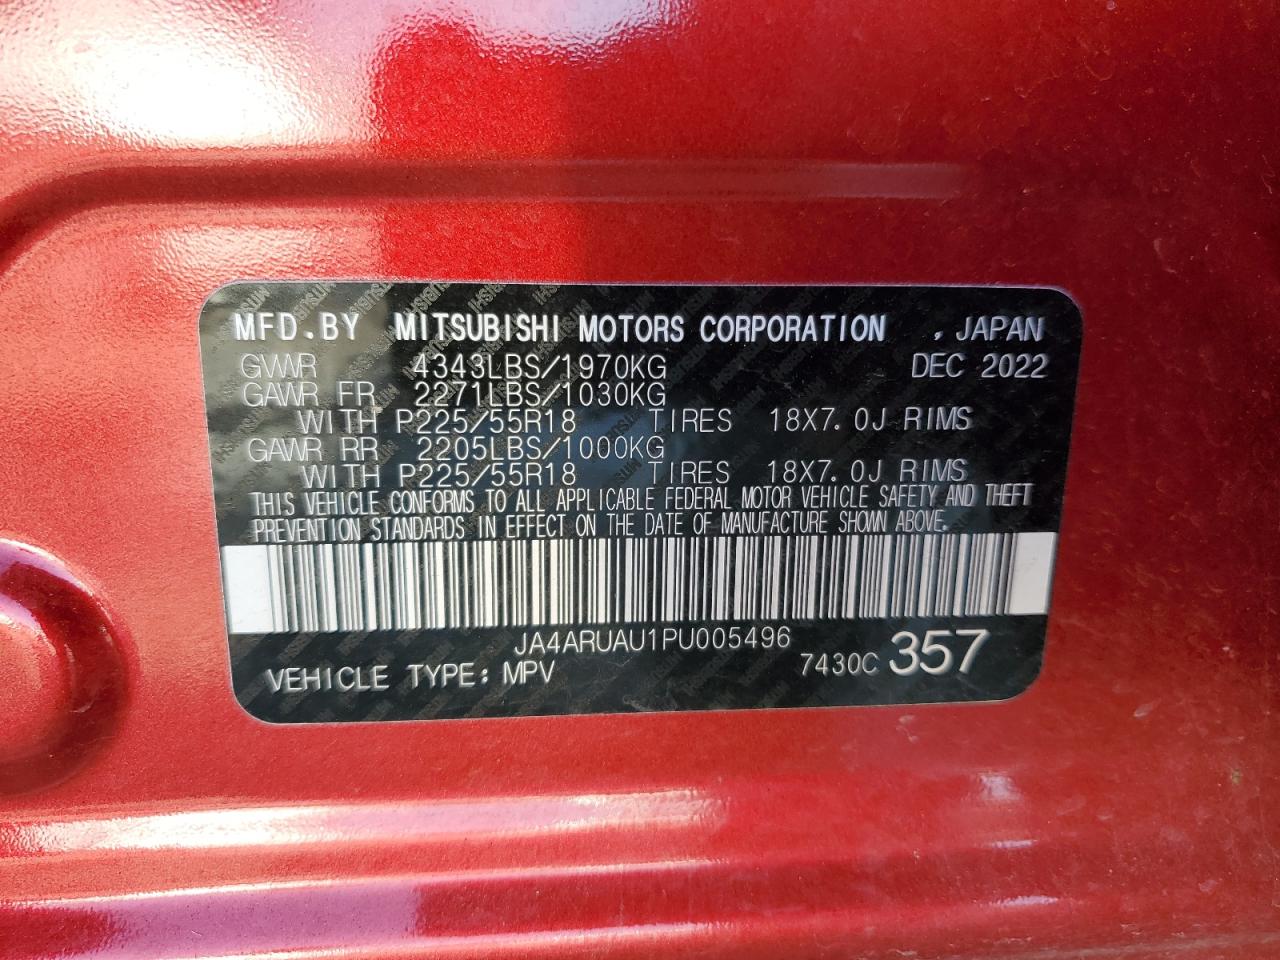 MFD.BY MITSUBISHI MOTORS CORPORATION , JAPAN
GVWR 4343LBS/1970KG DEC 2022
GAWR FR 2271LBS/1030KG
WITH P225/55R18 TIRES 18X7.0J RIMS
GAWR RR 2205LBS/1000KG
WITH P225/55R18 TIRES 18X7.0J RIMS
THIS VEHICLE CONFORMS TO ALL APPLICABLE FEDERAL MOTOR VEHICLE SAFETY AND THEFT
PREVENTION STANDARDS IN EFFECT ON THE DATE OF MANUFACTURE SHOWN ABOVE.
JA4ARUAU1PU005496
VEHICLE TYPE: MPV 7430C 357